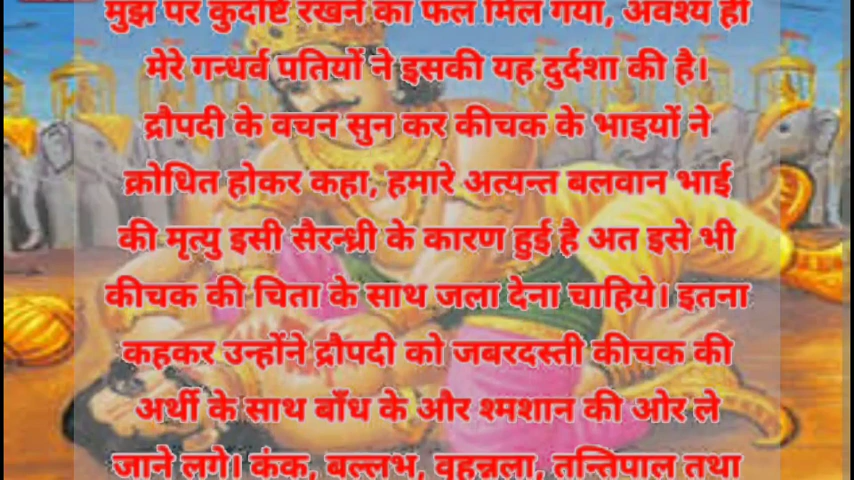 मुझ पर कुदृष्टि रखने का फल मिल गया, अवश्य ही
मेरे गन्धर्व पतियों ने इसकी यह दुर्दशा की है।
द्रौपदी के वचन सुन कर कीचक के भाइयों ने
क्रोधित होकर कहा, हमारे अत्यन्त बलवान भाई
की मृत्यु इसी सैरन्ध्री के कारण हुई है अत इसे भी
कीचक की चिता के साथ जला देना चाहिये। इतना
कहकर उन्होंने द्रौपदी को जबरदस्ती कीचक की
अर्थी के साथ बाँध के और श्मशान की ओर ले
जाने लगे। कंक, बल्लभ, वृहन्नला, तन्तिपाल तथा